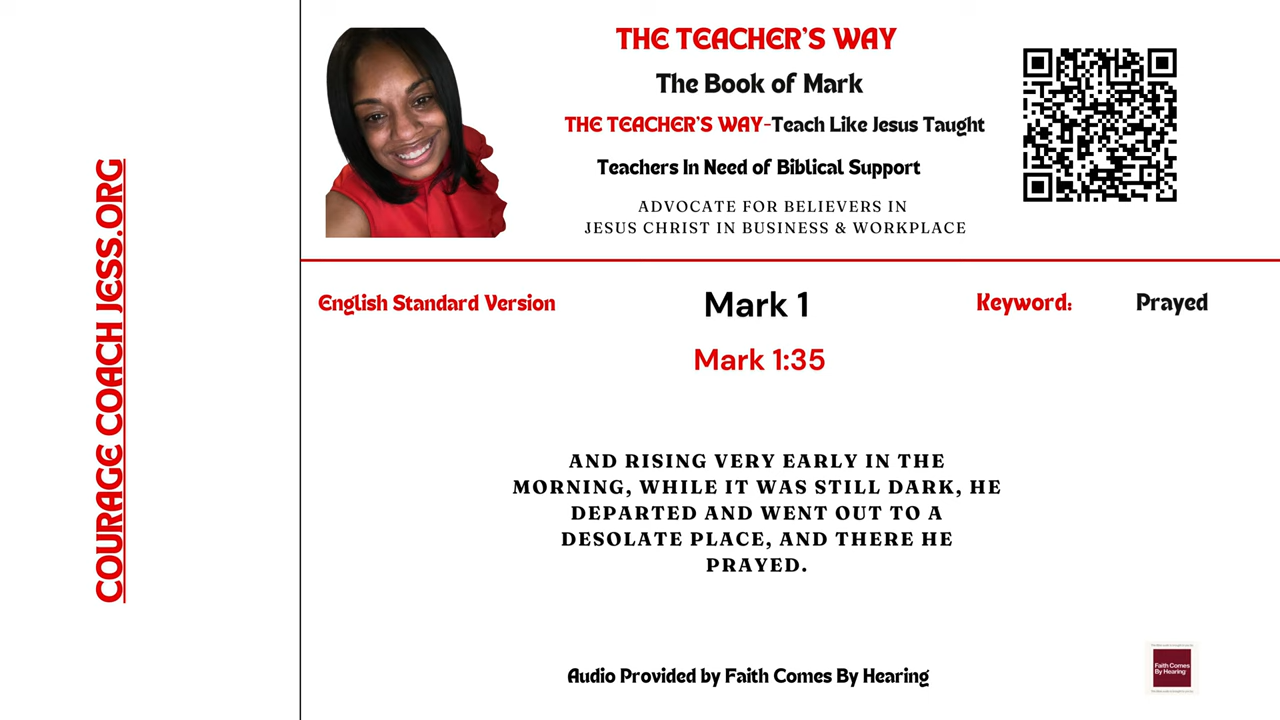 COURAGE COACH JESS.ORG
THE TEACHER'S WAY
The Book of Mark
THE TEACHER'S WAY-Teach Like Jesus Taught
Teachers In Need of Biblical Support
ADVOCATE FOR BELIEVERS IN
JESUS CHRIST IN BUSINESS & WORKPLACE
English Standard Version
Mark 1
Keyword:
Prayed
Mark 1:35
AND RISING VERY EARLY IN THE
MORNING, WHILE IT WAS STILL DARK, HE
DEPARTED AND WENT OUT TO A
DESOLATE PLACE, AND THERE HE
PRAYED.
Audio Provided by Faith Comes By Hearing
Faith Comes
By Hearing